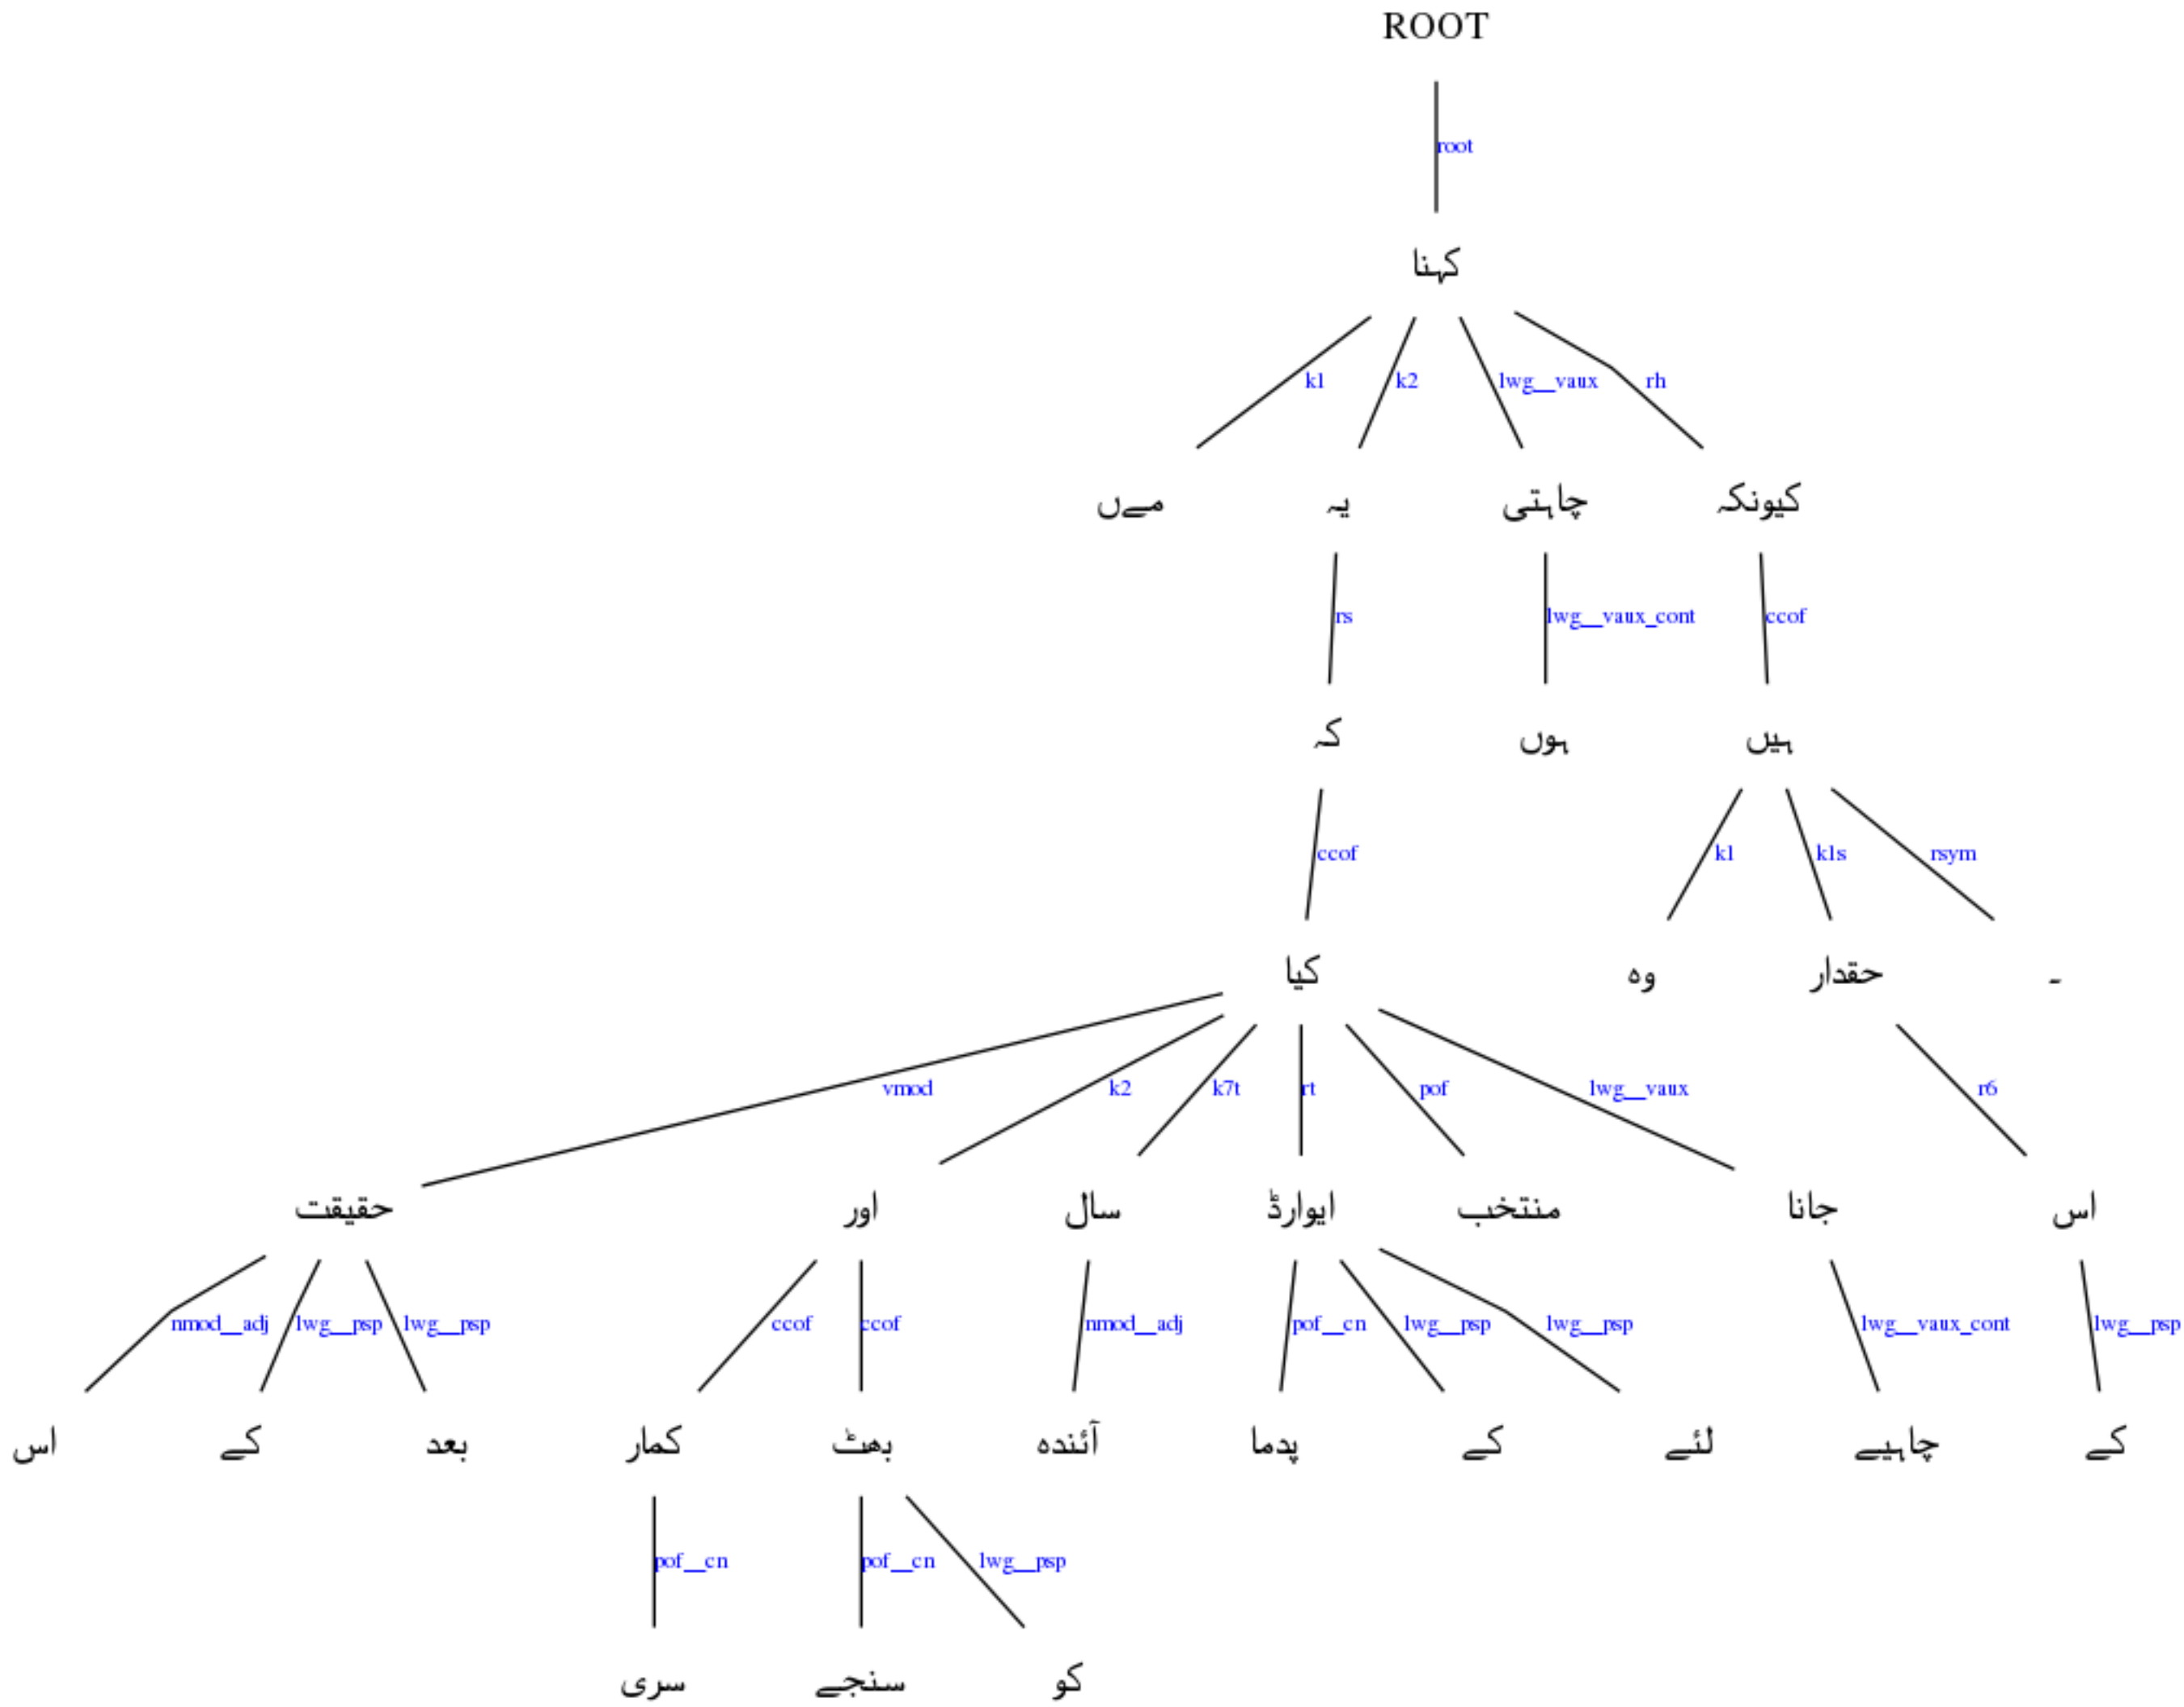 ROOT
root
کہنا
k1 k2 lwg__vaux rh
مےں یہ چاہتی کیونکہ
rs lwg__vaux_cont ccof
کہ ہوں ہیں
ccof k1 k1s rsym
کیا وہ حقدار ۔
vmod k2 k7t rt pof lwg__vaux r6
حقیقت اور سال ایوارڈ منتخب جانا اس
nmod__adj lwg__psp lwg__psp ccof ccof nmod__adj pof__cn lwg__psp lwg__psp lwg__vaux_cont lwg__psp
اس کے بعد کمار بھٹ آئندہ پدما کے لئے چاہیے کے
pof__cn pof__cn lwg__psp
سری سنجے کو